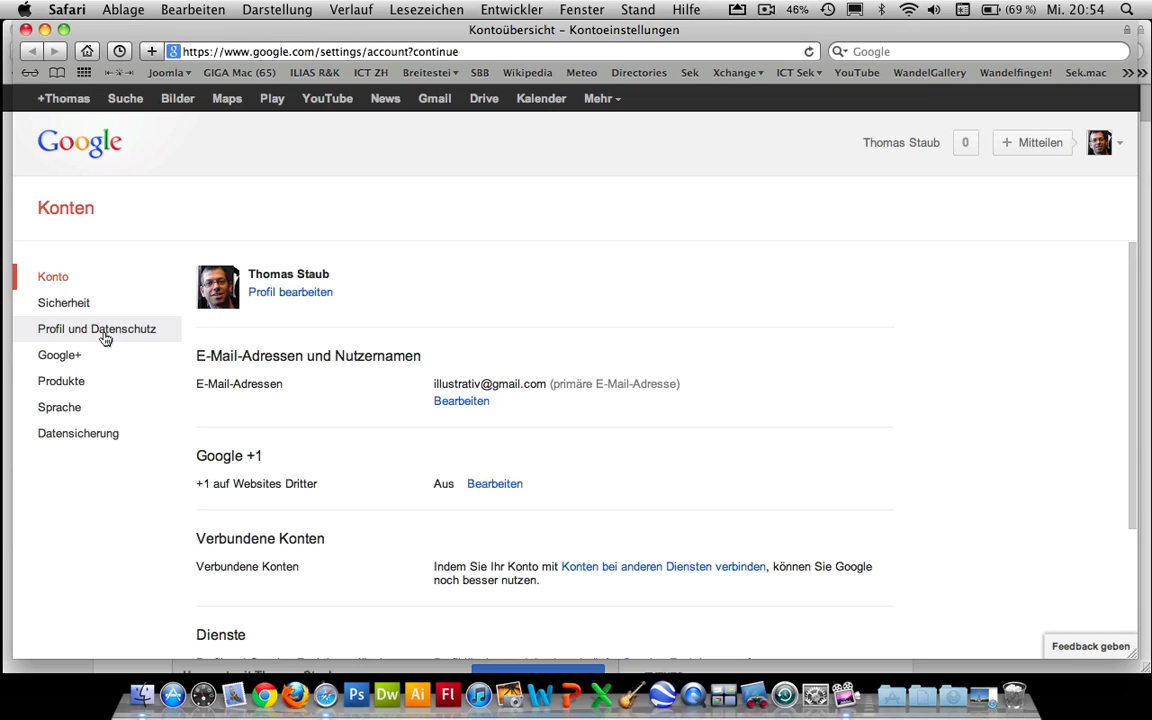 Safari Ablage Bearbeiten Darstellung Verlauf Lesezeichen Entwickler Fenster Stand Hilfe 46% (69 %) Mi. 20:54
Kontoübersicht – Kontoeinstellungen
https://www.google.com/settings/account?continue Google
Joomla GIGA Mac (65) ILIAS R&K ICT ZH Breitestei SBB Wikipedia Meteo Directories Sek Xchange ICT Sek YouTube WandelGallery Wandelfingen! Sek.mac
+Thomas Suche Bilder Maps Play YouTube News Gmail Drive Kalender Mehr
Google Thomas Staub 0 + Mitteilen
Konten
Konto
Sicherheit
Profil und Datenschutz
Google+
Produkte
Sprache
Datensicherung
Thomas Staub
Profil bearbeiten
E-Mail-Adressen und Nutzernamen
E-Mail-Adressen illustrativ@gmail.com (primäre E-Mail-Adresse)
Bearbeiten
Google +1
+1 auf Websites Dritter Aus Bearbeiten
Verbundene Konten
Verbundene Konten Indem Sie Ihr Konto mit Konten bei anderen Diensten verbinden, können Sie Google
noch besser nutzen.
Dienste
Feedback geben
Ps Dw Ai Fl